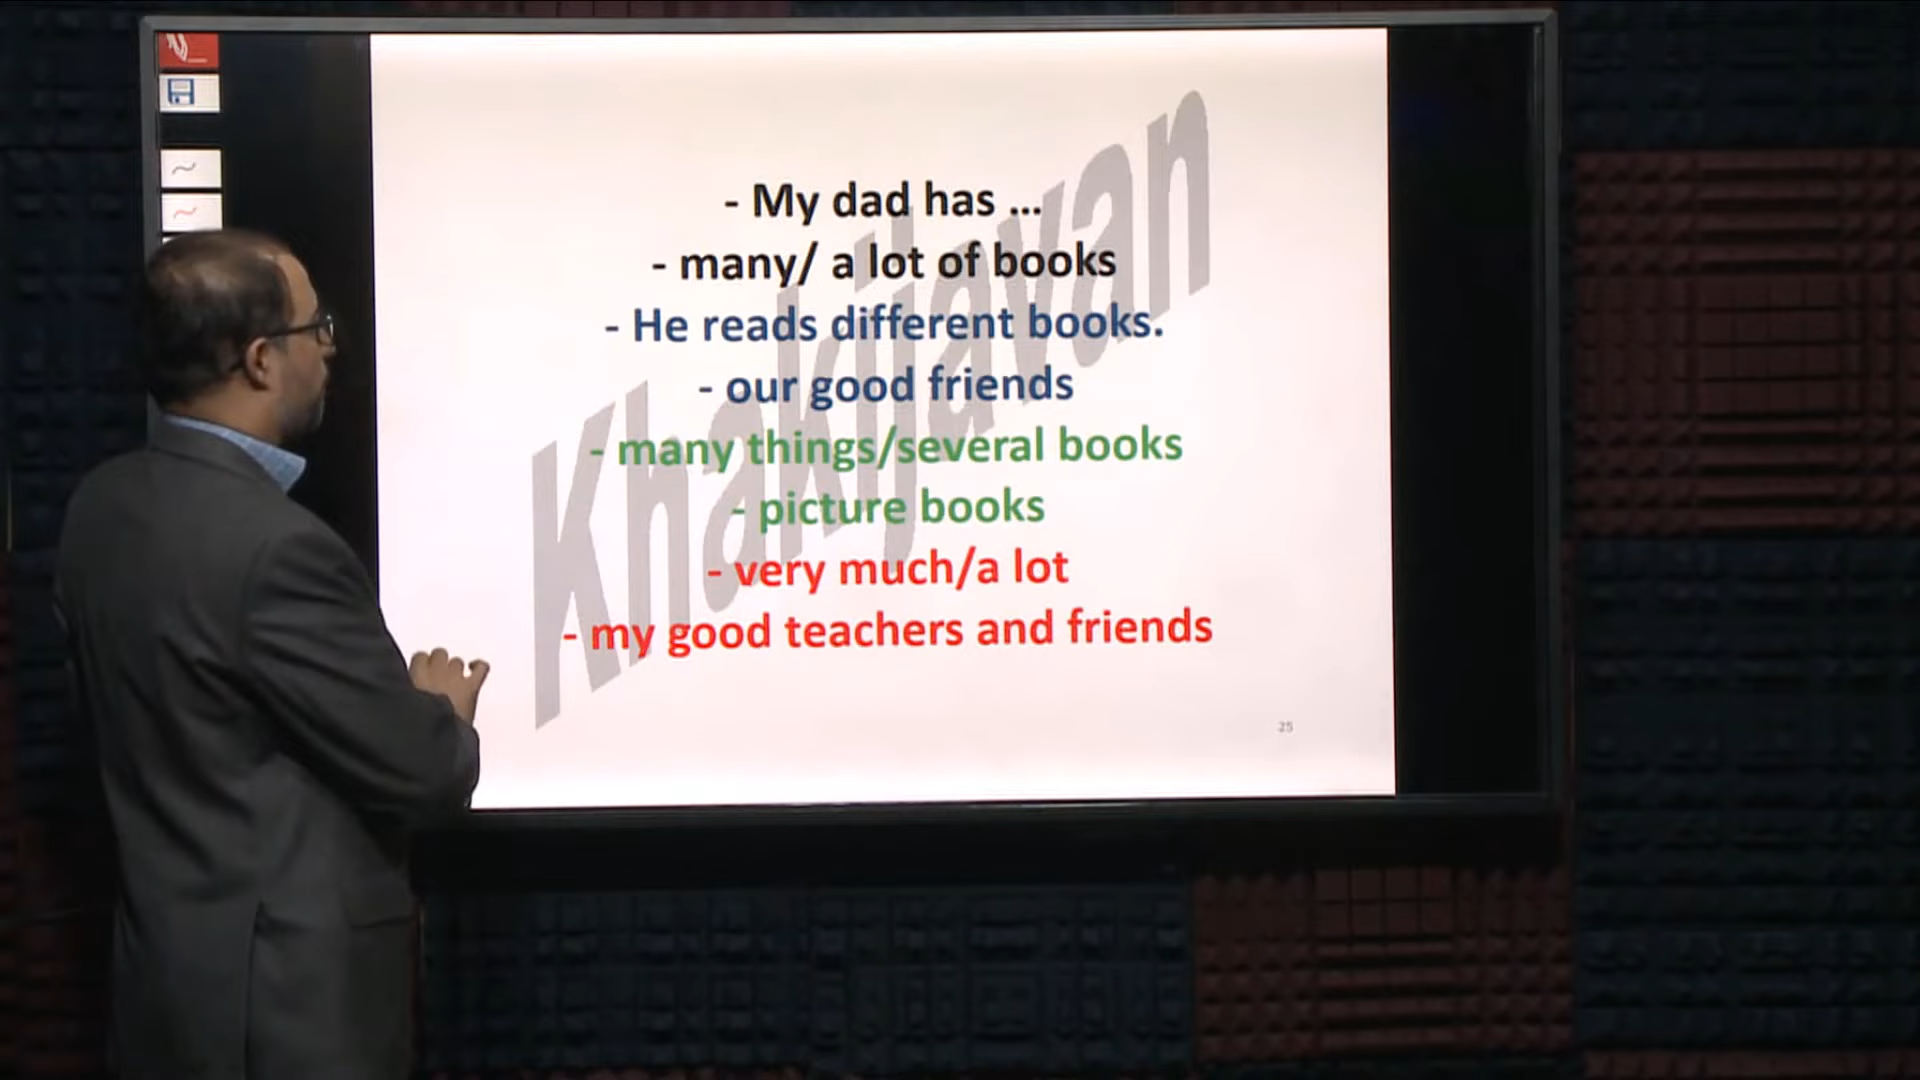 - My dad has ...
- many/ a lot of books
- He reads different books.
- our good friends
- many things/several books
- picture books
- very much/a lot
- my good teachers and friends
Khakijavan
25